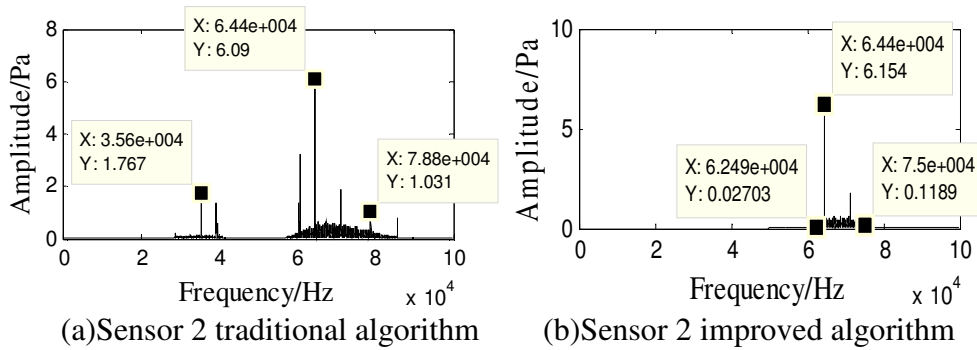 8
6
4
2
0
Amplitude/Pa
X: 6.44e+004
Y: 6.09
X: 3.56e+004
Y: 1.767
X: 7.88e+004
Y: 1.031
0 2 4 6 8 10
Frequency/Hz
x 10^4
(a)Sensor 2 traditional algorithm
10
5
0
Amplitude/Pa
X: 6.44e+004
Y: 6.154
X: 6.249e+004
Y: 0.02703
X: 7.5e+004
Y: 0.1189
0 2 4 6 8 10
Frequency/Hz
x 10^4
(b)Sensor 2 improved algorithm